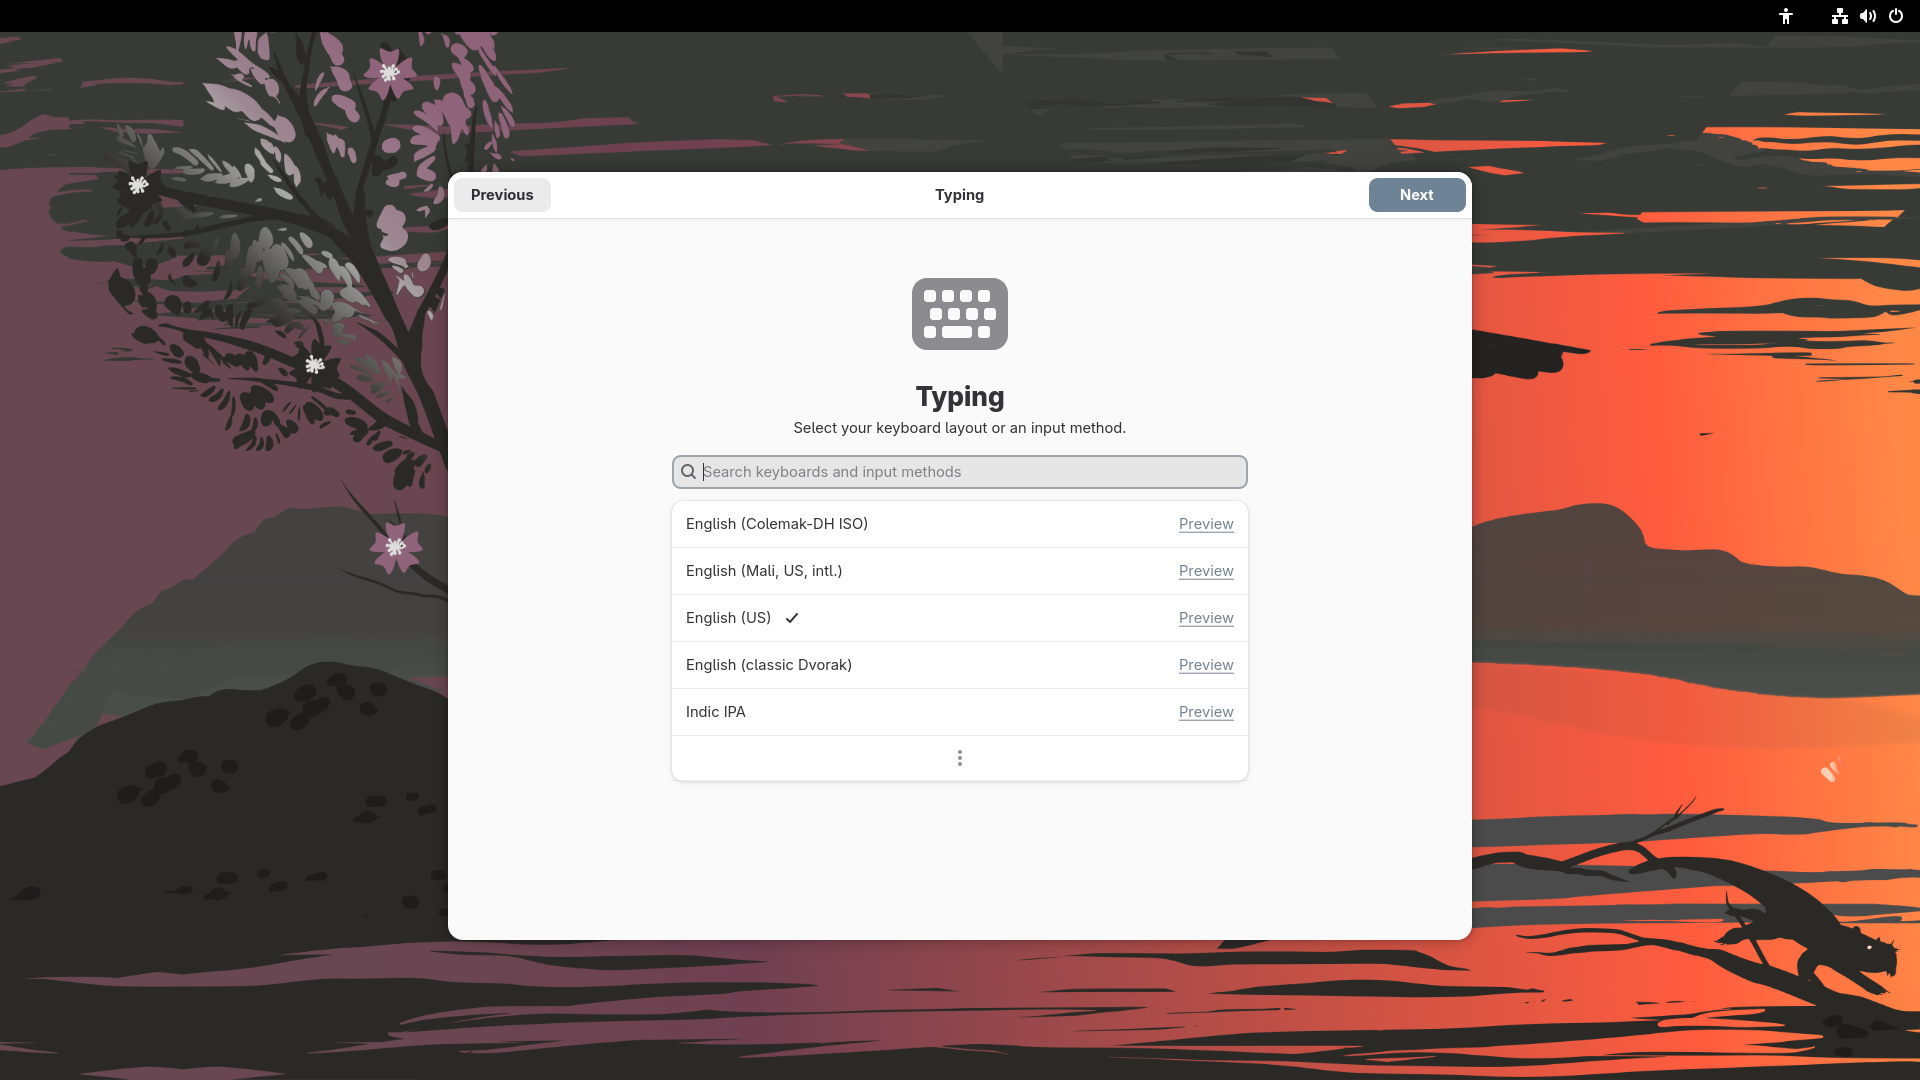 Previous
Typing
Next
Typing
Select your keyboard layout or an input method.
Search keyboards and input methods
English (Colemak-DH ISO) Preview
English (Mali, US, intl.) Preview
English (US) Preview
English (classic Dvorak) Preview
Indic IPA Preview